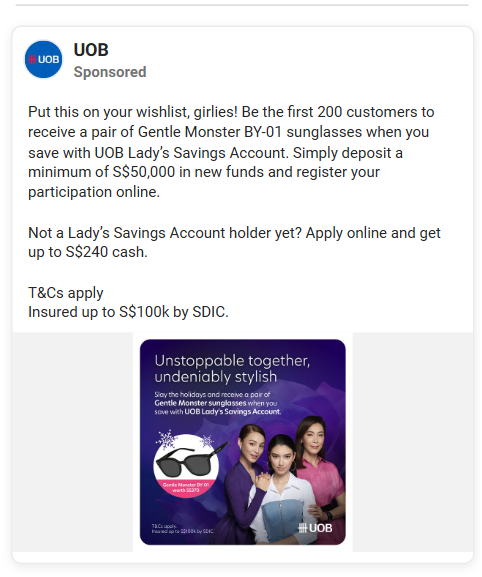 UOB
UOB
Sponsored
Put this on your wishlist, girlies! Be the first 200 customers to
receive a pair of Gentle Monster BY-01 sunglasses when you
save with UOB Lady's Savings Account. Simply deposit a
minimum of S$50,000 in new funds and register your
participation online.
Not a Lady's Savings Account holder yet? Apply online and get
up to S$240 cash.
T&Cs apply
Insured up to S$100k by SDIC.
Unstoppable together,
undeniably stylish
Slay the holidays and receive a pair of
Gentle Monster sunglasses when you
save with UOB Lady's Savings Account.
Gentle Monster BY-01
worth S$370
T&Cs apply.
Insured up to S$100k by SDIC.
UOB